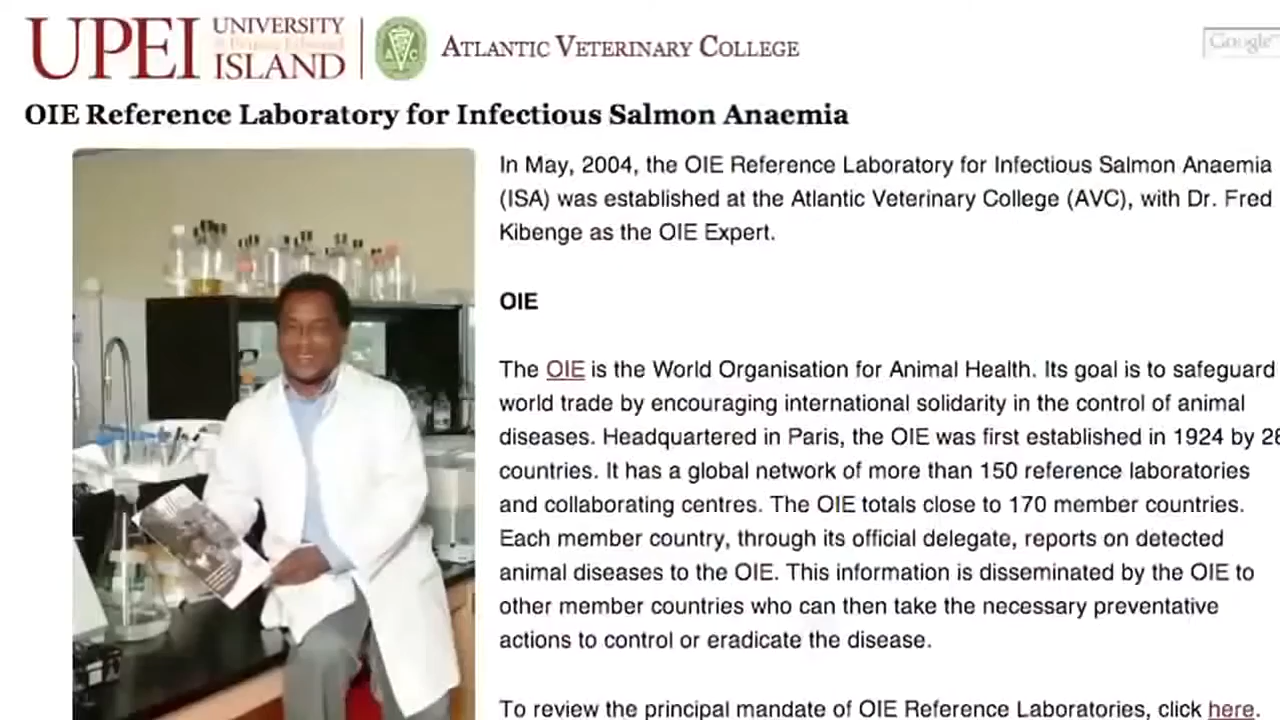 UPEI UNIVERSITY
ISLAND
ATLANTIC VETERINARY COLLEGE
Google™
OIE Reference Laboratory for Infectious Salmon Anaemia
In May, 2004, the OIE Reference Laboratory for Infectious Salmon Anaemia
(ISA) was established at the Atlantic Veterinary College (AVC), with Dr. Fred
Kibenge as the OIE Expert.
OIE
The OIE is the World Organisation for Animal Health. Its goal is to safeguard
world trade by encouraging international solidarity in the control of animal
diseases. Headquartered in Paris, the OIE was first established in 1924 by 28
countries. It has a global network of more than 150 reference laboratories
and collaborating centres. The OIE totals close to 170 member countries.
Each member country, through its official delegate, reports on detected
animal diseases to the OIE. This information is disseminated by the OIE to
other member countries who can then take the necessary preventative
actions to control or eradicate the disease.
To review the principal mandate of OIE Reference Laboratories, click here.